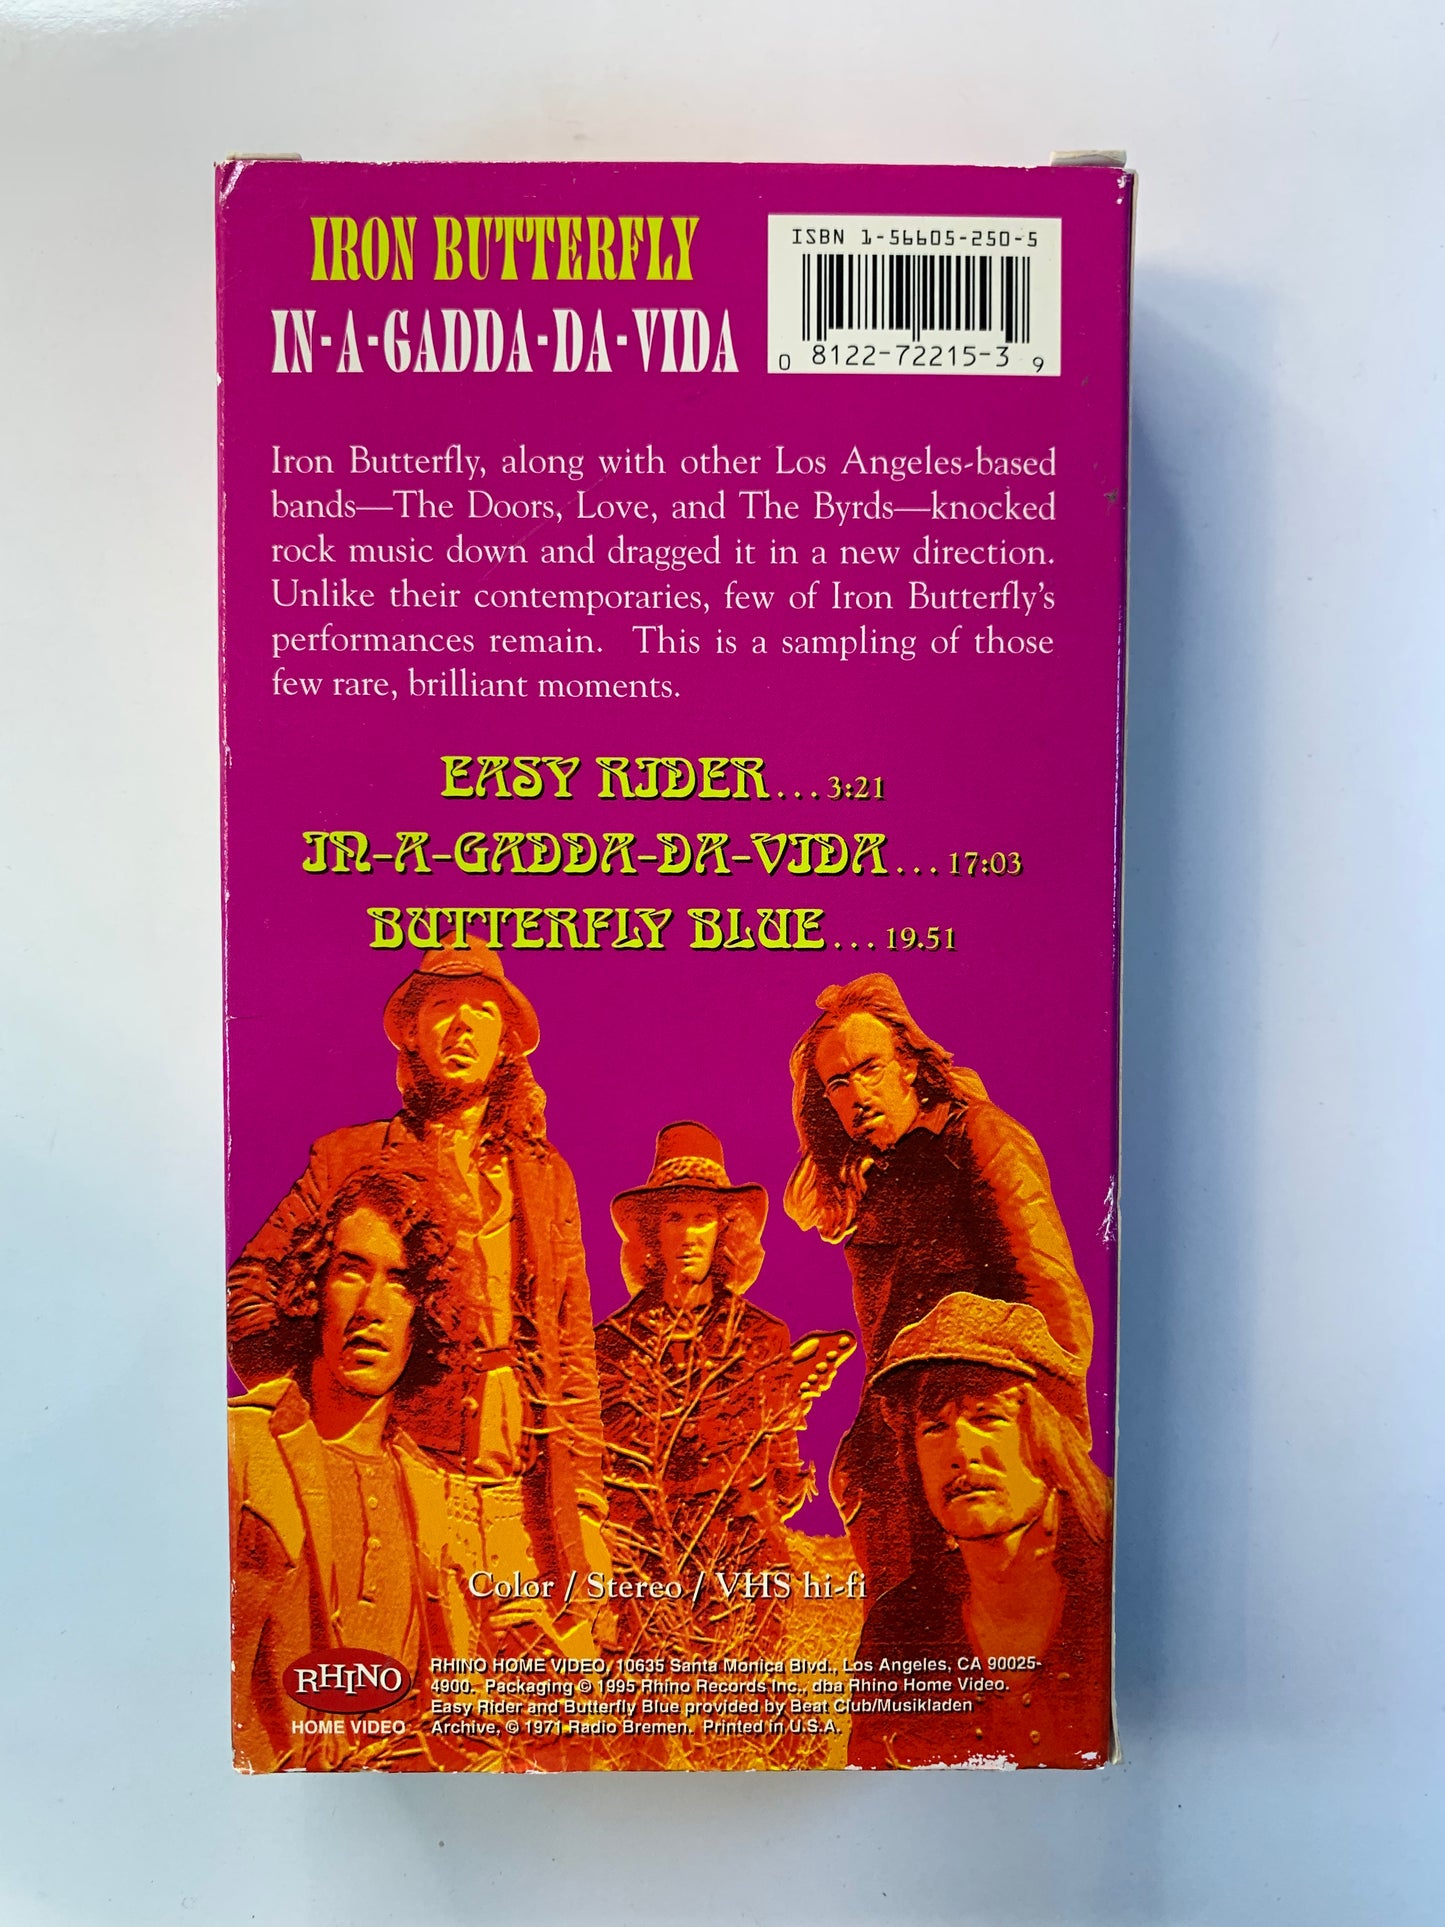 IRON BUTTERFLY
IN-A-GADDA-DA-VIDA
ISBN 1-56605-250-5
0 8122-72215-3 9
Iron Butterfly, along with other Los Angeles-based
bands—The Doors, Love, and The Byrds—knocked
rock music down and dragged it in a new direction.
Unlike their contemporaries, few of Iron Butterfly's
performances remain. This is a sampling of those
few rare, brilliant moments.
EASY RIDER...3:21
IN-A-GADDA-DA-VIDA...17:03
BUTTERFLY BLUE...19.51
Color / Stereo / VHS hi-fi
RHINO
HOME VIDEO
RHINO HOME VIDEO, 10635 Santa Monica Blvd., Los Angeles, CA 90025-
4900. Packaging © 1995 Rhino Records Inc., dba Rhino Home Video.
Easy Rider and Butterfly Blue provided by Beat Club/Musikladen
Archive, © 1971 Radio Bremen. Printed in U.S.A.